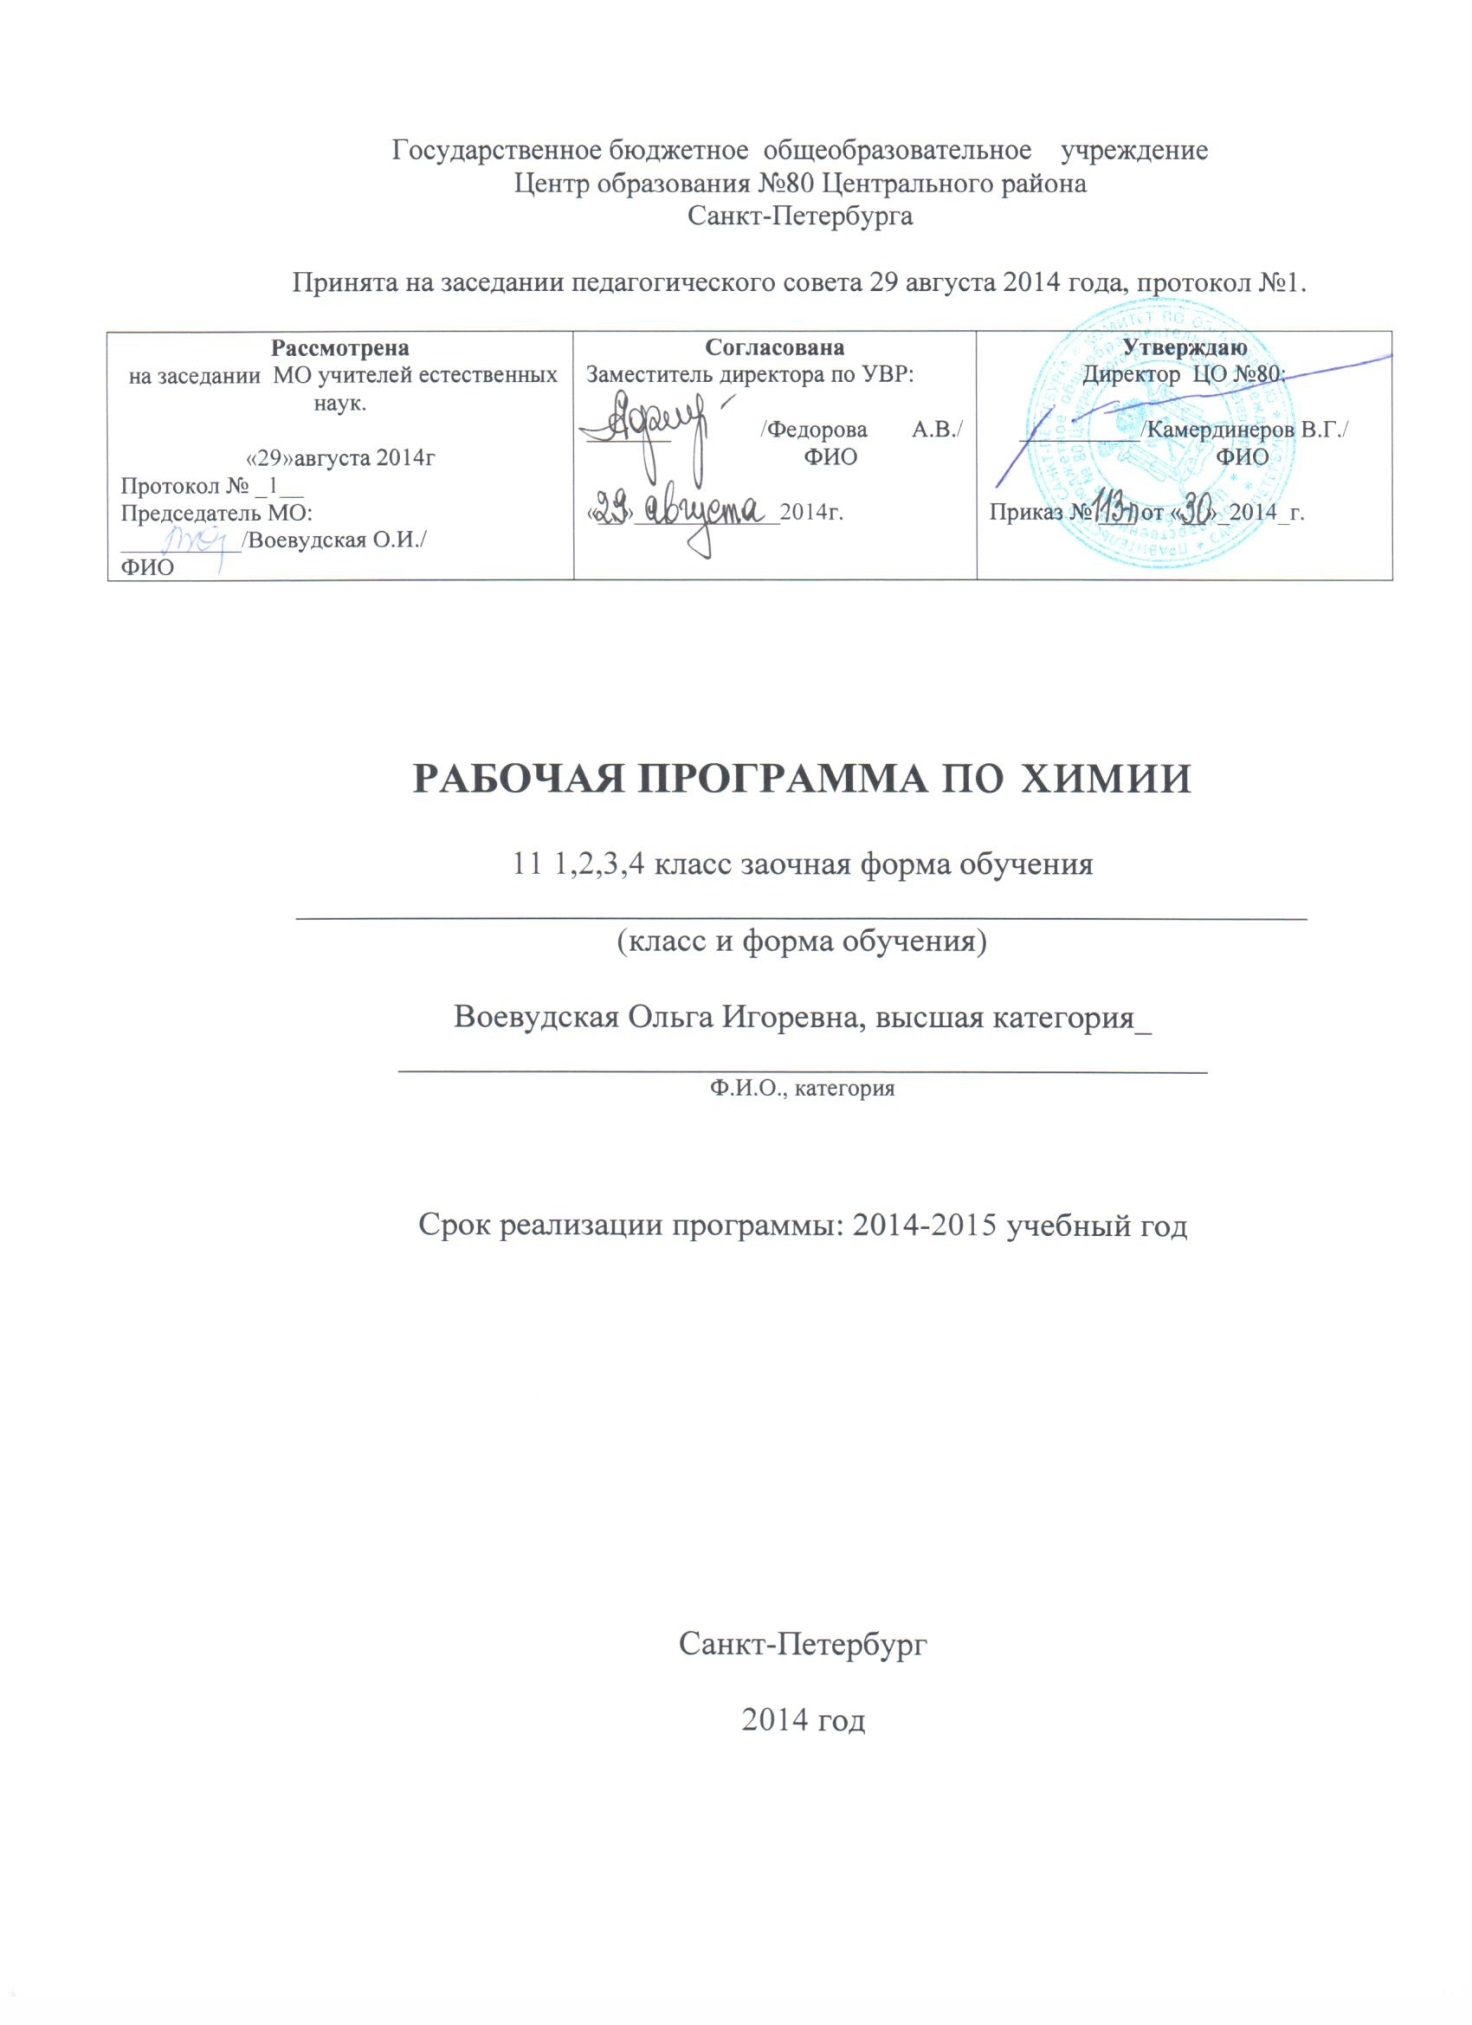 Государственное бюджетное общеобразовательное учреждение
Центр образования №80 Центрального района
Санкт-Петербурга
Принята на заседании педагогического совета 29 августа 2014 года, протокол №1.
Рассмотрена
на заседании МО учителей естественных
наук.
«29»августа 2014г
Протокол № _1__
Председатель МО:
__________/Воевудская О.И./
ФИО
Согласована
Заместитель директора по УВР:
_______/Федорова А.В./
ФИО
«29» августа 2014г.
Утверждаю
Директор ЦО №80:
__________/Камердинеров В.Г./
ФИО
Приказ № 113-п от «30»_2014_г.
РАБОЧАЯ ПРОГРАММА ПО ХИМИИ
11 1,2,3,4 класс заочная форма обучения
(класс и форма обучения)
Воевудская Ольга Игоревна, высшая категория_
Ф.И.О., категория
Срок реализации программы: 2014-2015 учебный год
Санкт-Петербург
2014 год